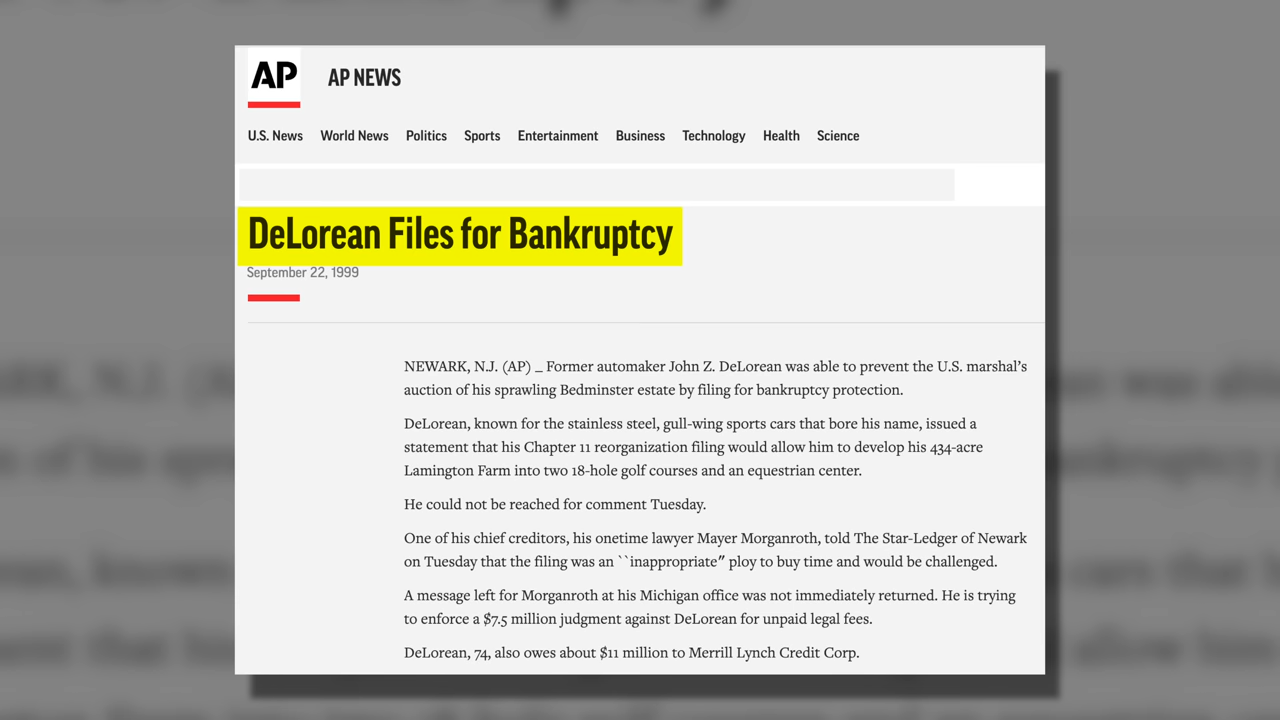 AP AP NEWS
U.S. News World News Politics Sports Entertainment Business Technology Health Science
DeLorean Files for Bankruptcy
September 22, 1999
NEWARK, N.J. (AP) _ Former automaker John Z. DeLorean was able to prevent the U.S. marshal’s
auction of his sprawling Bedminster estate by filing for bankruptcy protection.
DeLorean, known for the stainless steel, gull-wing sports cars that bore his name, issued a
statement that his Chapter 11 reorganization filing would allow him to develop his 434-acre
Lamington Farm into two 18-hole golf courses and an equestrian center.
He could not be reached for comment Tuesday.
One of his chief creditors, his onetime lawyer Mayer Morganroth, told The Star-Ledger of Newark
on Tuesday that the filing was an ``inappropriate″ ploy to buy time and would be challenged.
A message left for Morganroth at his Michigan office was not immediately returned. He is trying
to enforce a $7.5 million judgment against DeLorean for unpaid legal fees.
DeLorean, 74, also owes about $11 million to Merrill Lynch Credit Corp.